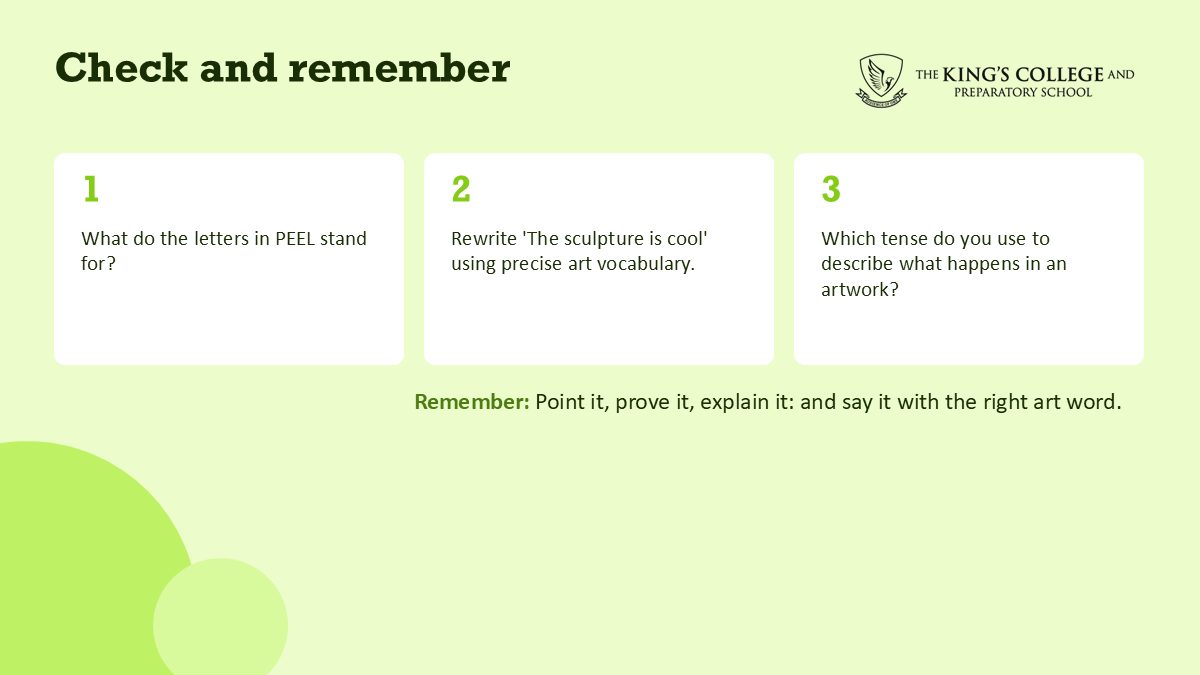 Check and remember
THE KING'S COLLEGE AND
PREPARATORY SCHOOL
1
What do the letters in PEEL stand
for?
2
Rewrite 'The sculpture is cool'
using precise art vocabulary.
3
Which tense do you use to
describe what happens in an
artwork?
Remember: Point it, prove it, explain it: and say it with the right art word.